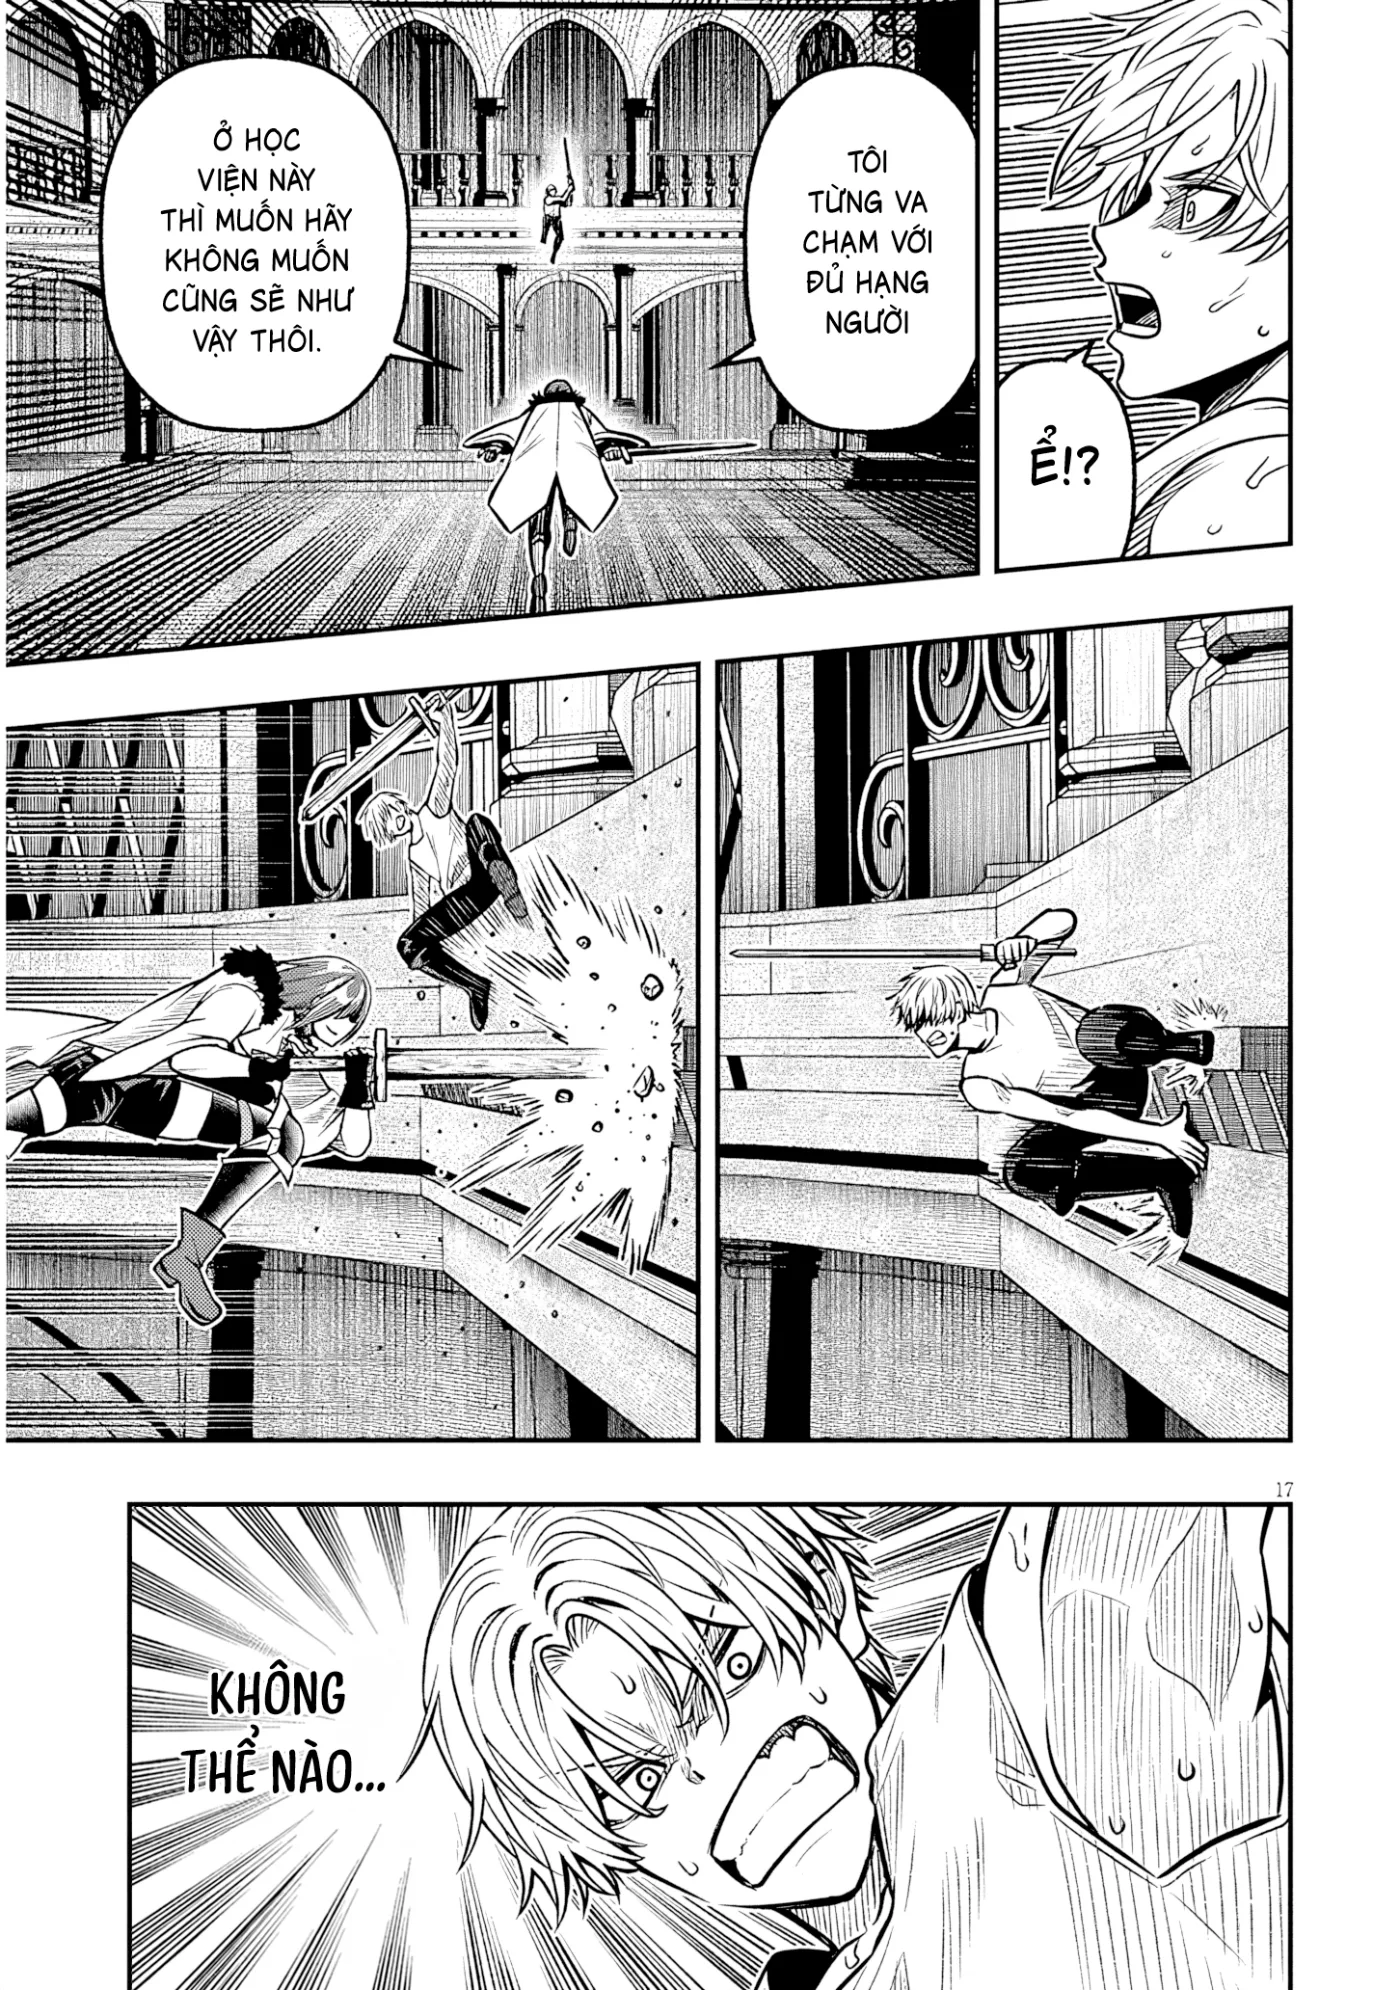 Ể!?
TÔI
TỪNG VA
CHẠM VỚI
ĐỦ HẠNG
NGƯỜI
Ở HỌC
VIỆN NÀY
THÌ MUỐN HÃY
KHÔNG MUỐN
CŨNG SẼ NHƯ
VẬY THÔI.
17
KHÔNG
THỂ NÀO...